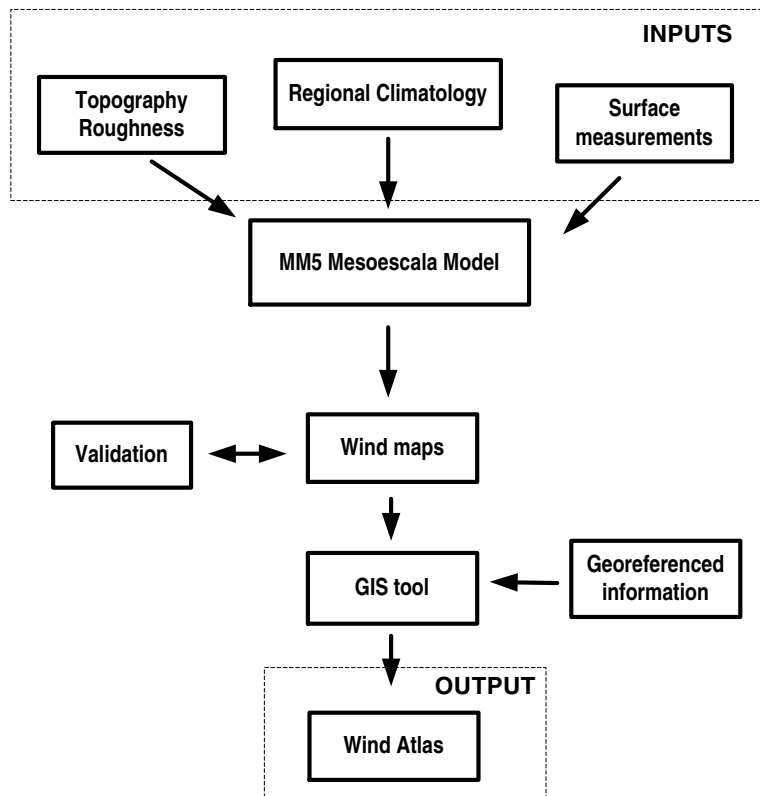 INPUTS
Topography
Roughness
Regional Climatology
Surface
measurements
MM5 Mesoescala Model
Validation
Wind maps
GIS tool
Georeferenced
information
OUTPUT
Wind Atlas